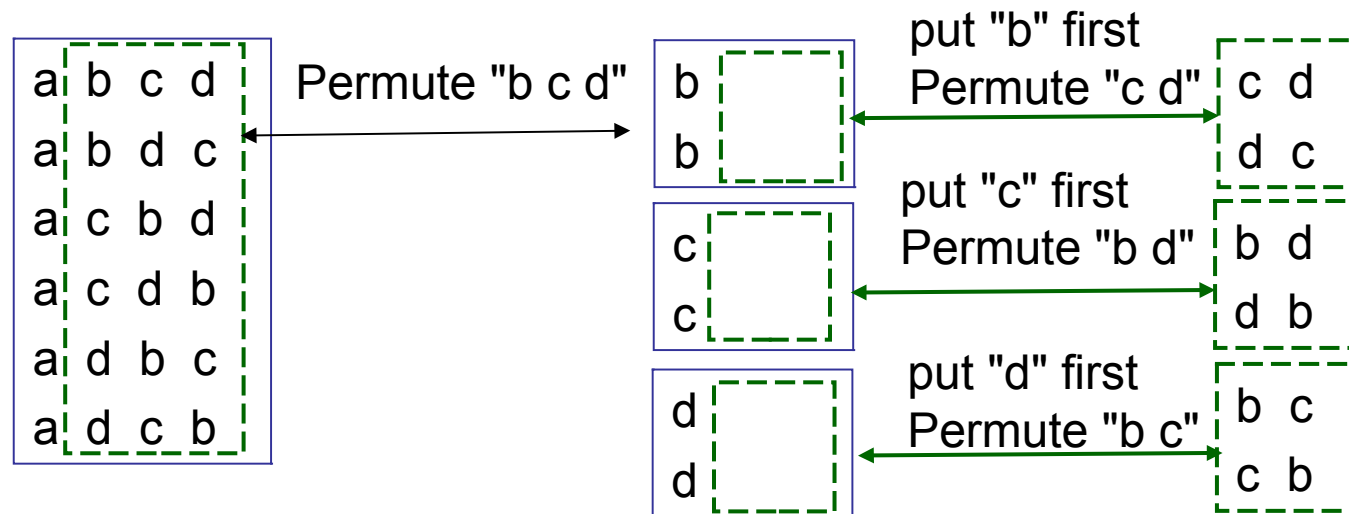 a b c d
a b d c
a c b d
a c d b
a d b c
a d c b
Permute "b c d"
b
b
put "b" first
Permute "c d"
c d
d c
c
c
put "c" first
Permute "b d"
b d
d b
d
d
put "d" first
Permute "b c"
b c
c b